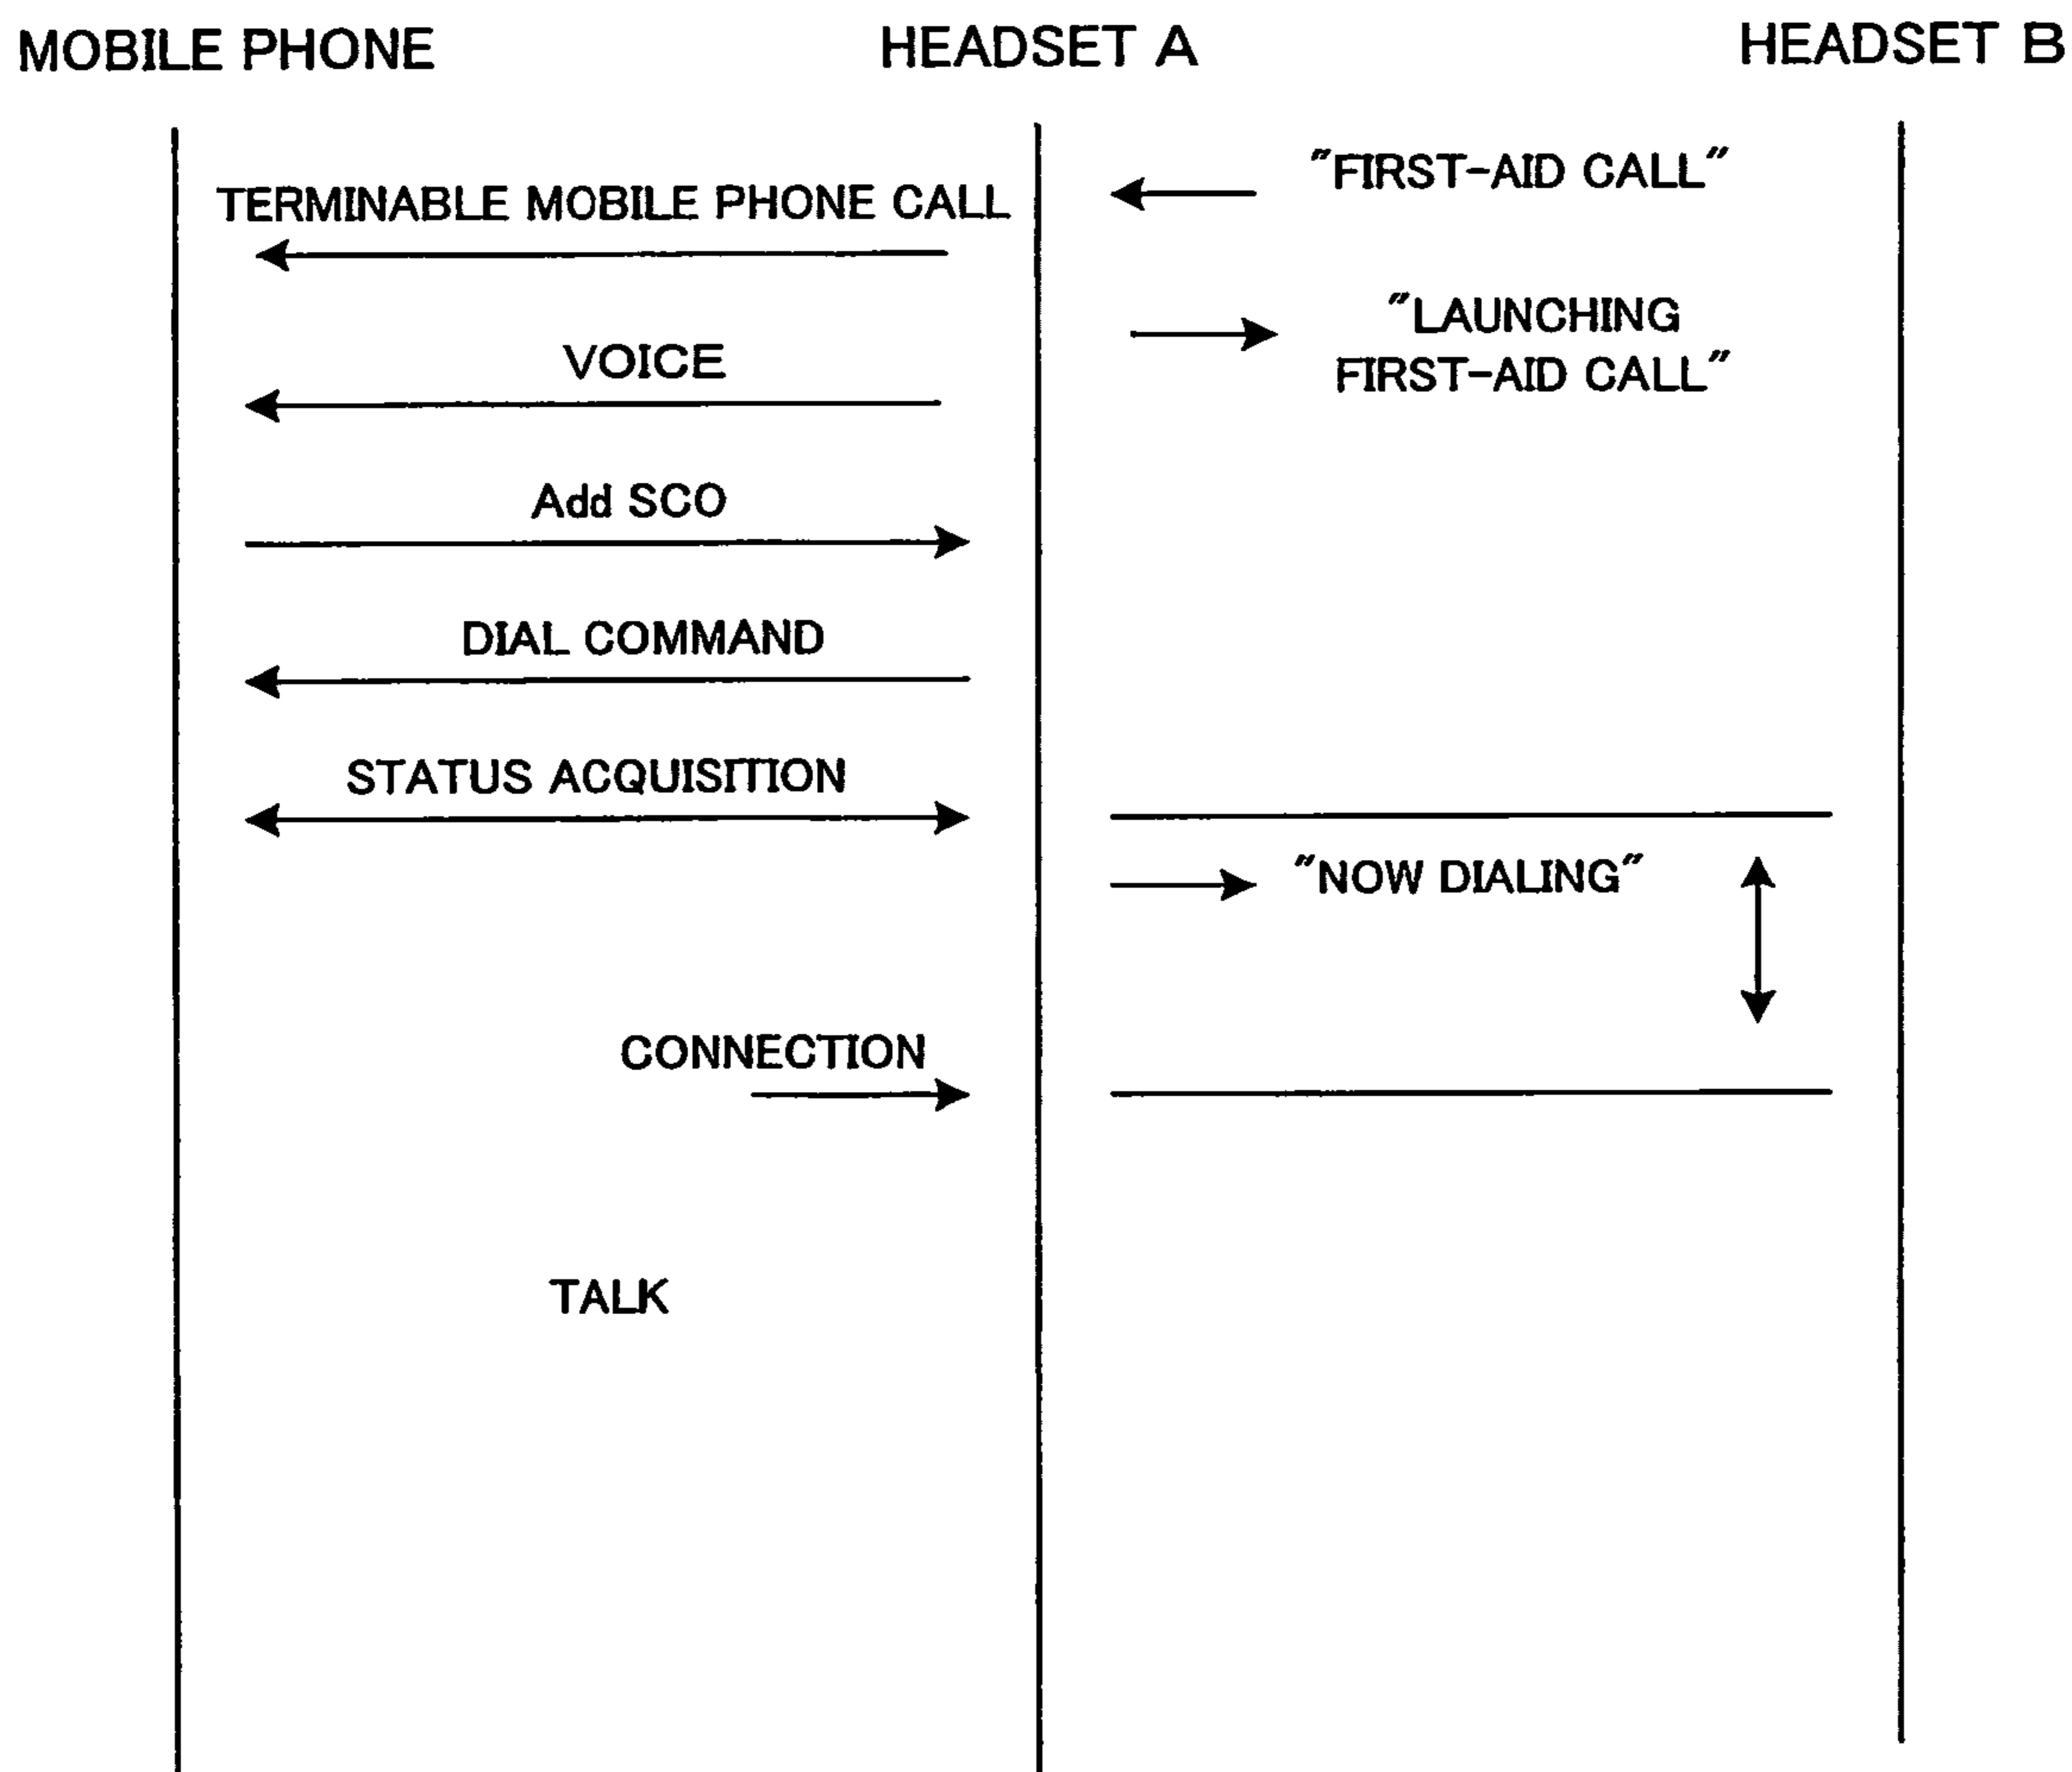 MOBILE PHONE HEADSET A HEADSET B
"FIRST-AID CALL"
TERMINABLE MOBILE PHONE CALL
"LAUNCHING
FIRST-AID CALL"
VOICE
Add SCO
DIAL COMMAND
STATUS ACQUISITION
"NOW DIALING"
CONNECTION
TALK